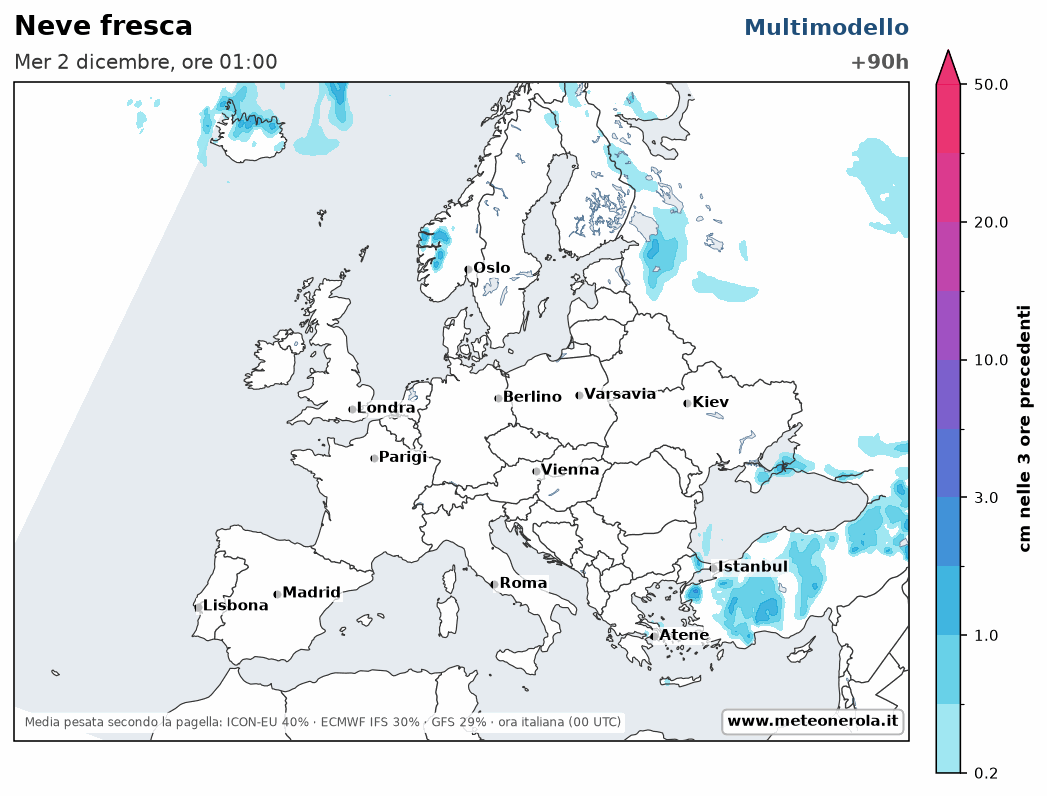 Neve fresca
Multimodello
Mer 2 dicembre, ore 01:00
+90h
50.0
20.0
10.0
3.0
1.0
0.2
cm nelle 3 ore precedenti
Oslo
Berlino
Varsavia
Kiev
Londra
Parigi
Vienna
Istanbul
Roma
Madrid
Lisbona
Atene
Media pesata secondo la pagella: ICON-EU 40% · ECMWF IFS 30% · GFS 29% · ora italiana (00 UTC)
www.meteonerola.it